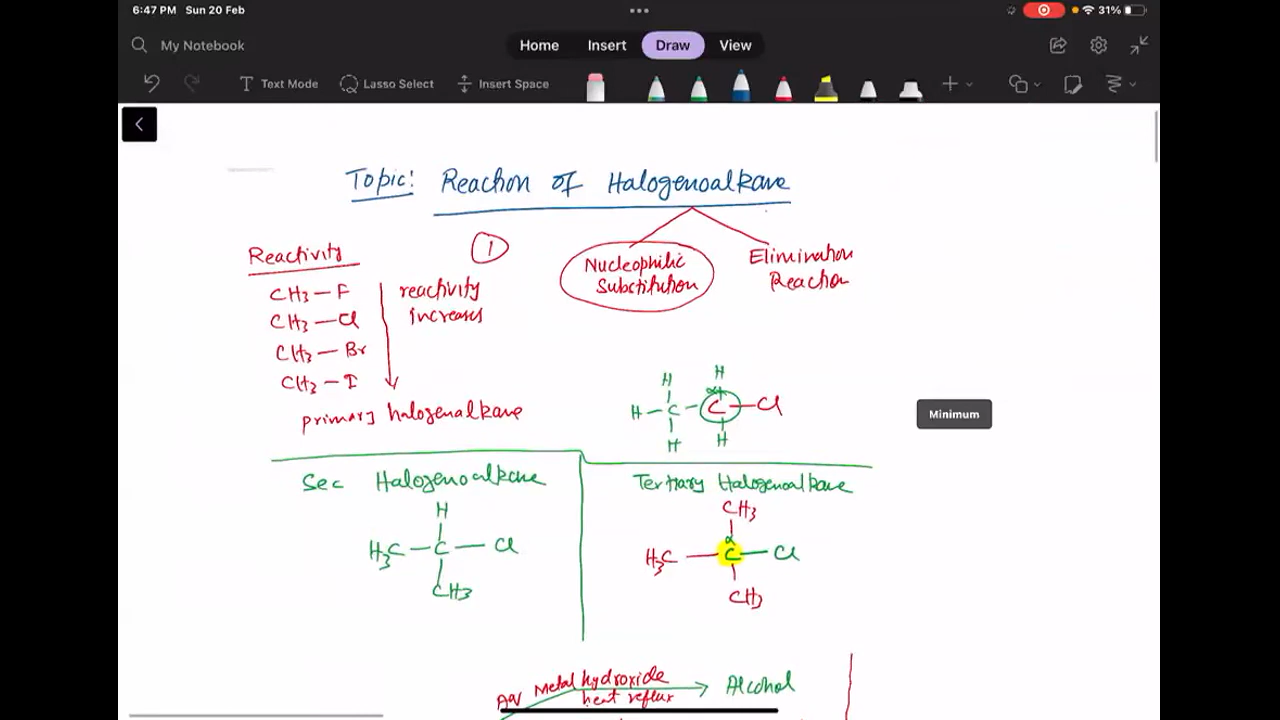 6:47 PM Sun 20 Feb
31%
My Notebook
Home Insert Draw View
Text Mode Lasso Select Insert Space
Topic: Reaction of Halogenoalkane
Reactivity
1
Nucleophilic
Substitution
Elimination
Reaction
CH3 — F
CH3 — Cl
CH3 — Br
CH3 — I
reactivity
increases
primary halogenalkane
H H
α+
H — C — C — Cl
H H
Minimum
Sec Halogenoalkane
H
H3C — C — Cl
CH3
Tertiary Halogenoalkane
CH3
α
H3C — C — Cl
CH3
Aq Metal hydroxide
heat reflux
Alcohol